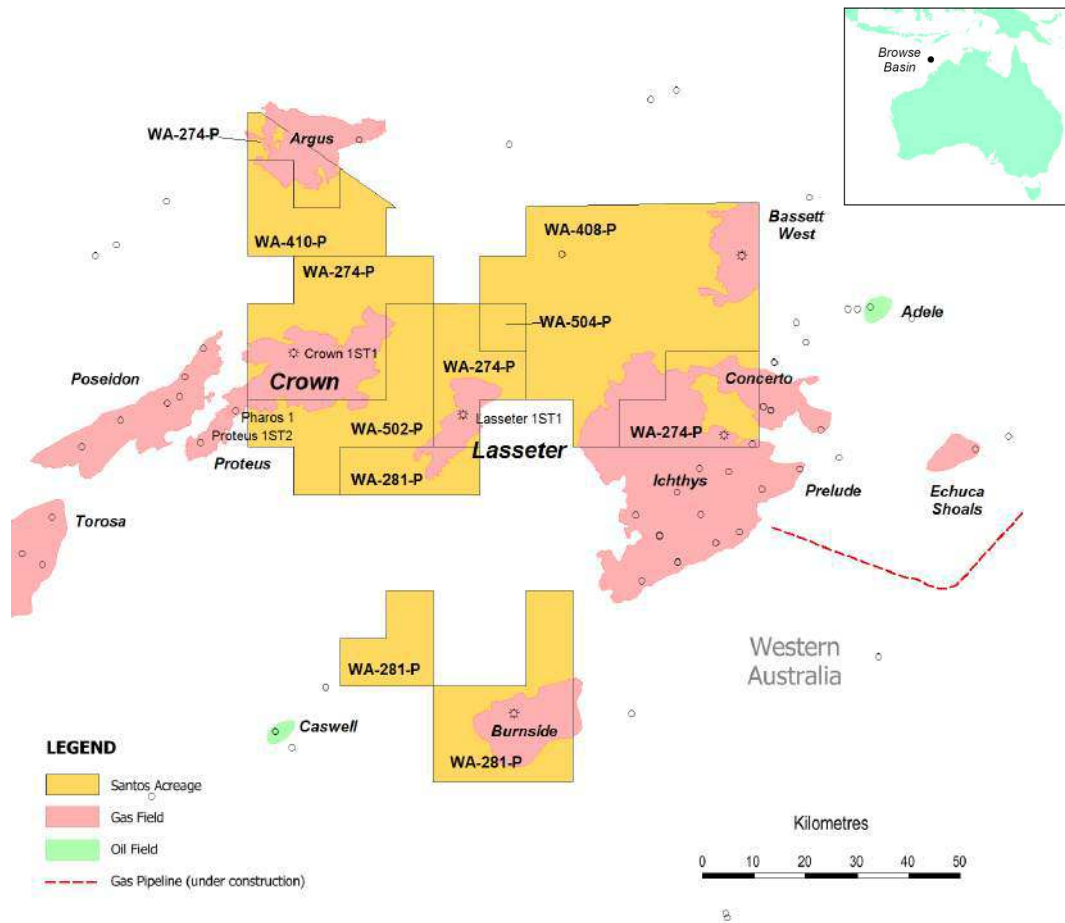 Browse
Basin
WA-274-P
Argus
WA-410-P
WA-274-P
WA-408-P
Bassett
West
WA-504-P
Adele
WA-274-P
Crown 1ST1
Crown
Poseidon
Concerto
Pharos 1
Lasseter 1ST1
Proteus 1ST2
WA-502-P
WA-274-P
Proteus
Lasseter
WA-281-P
Ichthys
Prelude
Echuca
Shoals
Torosa
Western
Australia
WA-281-P
Caswell
Burnside
WA-281-P
LEGEND
Santos Acreage
Gas Field
Oil Field
Gas Pipeline (under construction)
Kilometres
0 10 20 30 40 50